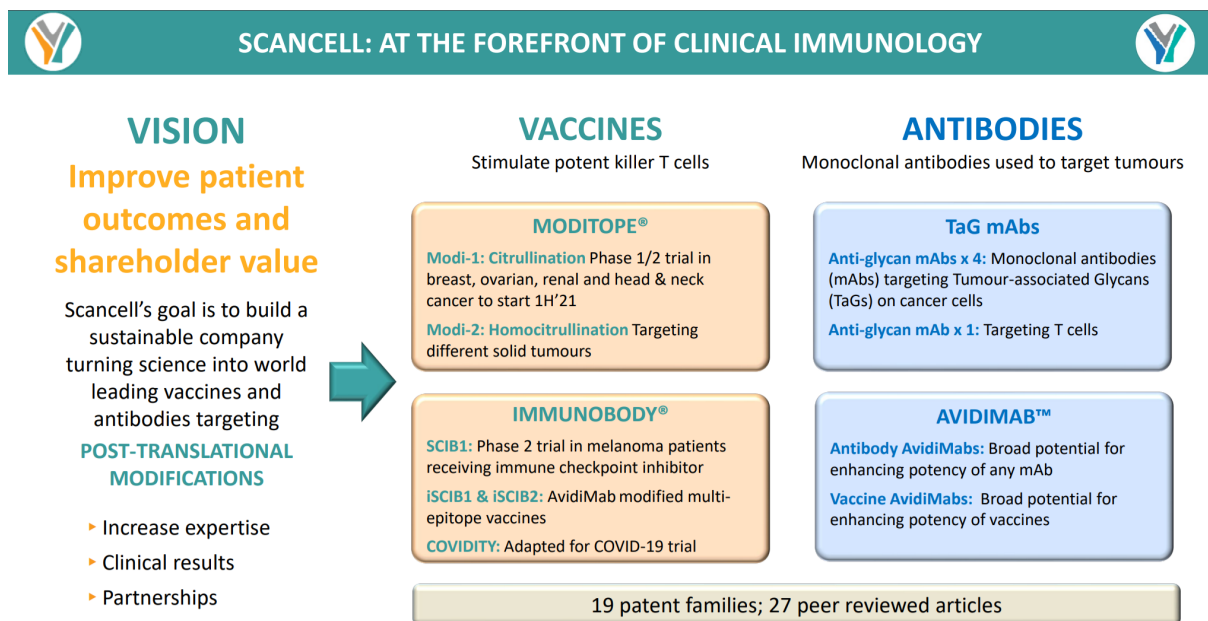 SCANCELL: AT THE FOREFRONT OF CLINICAL IMMUNOLOGY
VISION
Improve patient
outcomes and
shareholder value
Scancell’s goal is to build a
sustainable company
turning science into world
leading vaccines and
antibodies targeting
POST-TRANSLATIONAL
MODIFICATIONS
Increase expertise
Clinical results
Partnerships
VACCINES
Stimulate potent killer T cells
MODITOPE®
Modi-1: Citrullination Phase 1/2 trial in
breast, ovarian, renal and head & neck
cancer to start 1H’21
Modi-2: Homocitrullination Targeting
different solid tumours
IMMUNOBODY®
SCIB1: Phase 2 trial in melanoma patients
receiving immune checkpoint inhibitor
iSCIB1 & iSCIB2: AvidiMab modified multi-
epitope vaccines
COVIDITY: Adapted for COVID-19 trial
ANTIBODIES
Monoclonal antibodies used to target tumours
TaG mAbs
Anti-glycan mAbs x 4: Monoclonal antibodies
(mAbs) targeting Tumour-associated Glycans
(TaGs) on cancer cells
Anti-glycan mAb x 1: Targeting T cells
AVIDIMAB™
Antibody AvidiMabs: Broad potential for
enhancing potency of any mAb
Vaccine AvidiMabs: Broad potential for
enhancing potency of vaccines
19 patent families; 27 peer reviewed articles